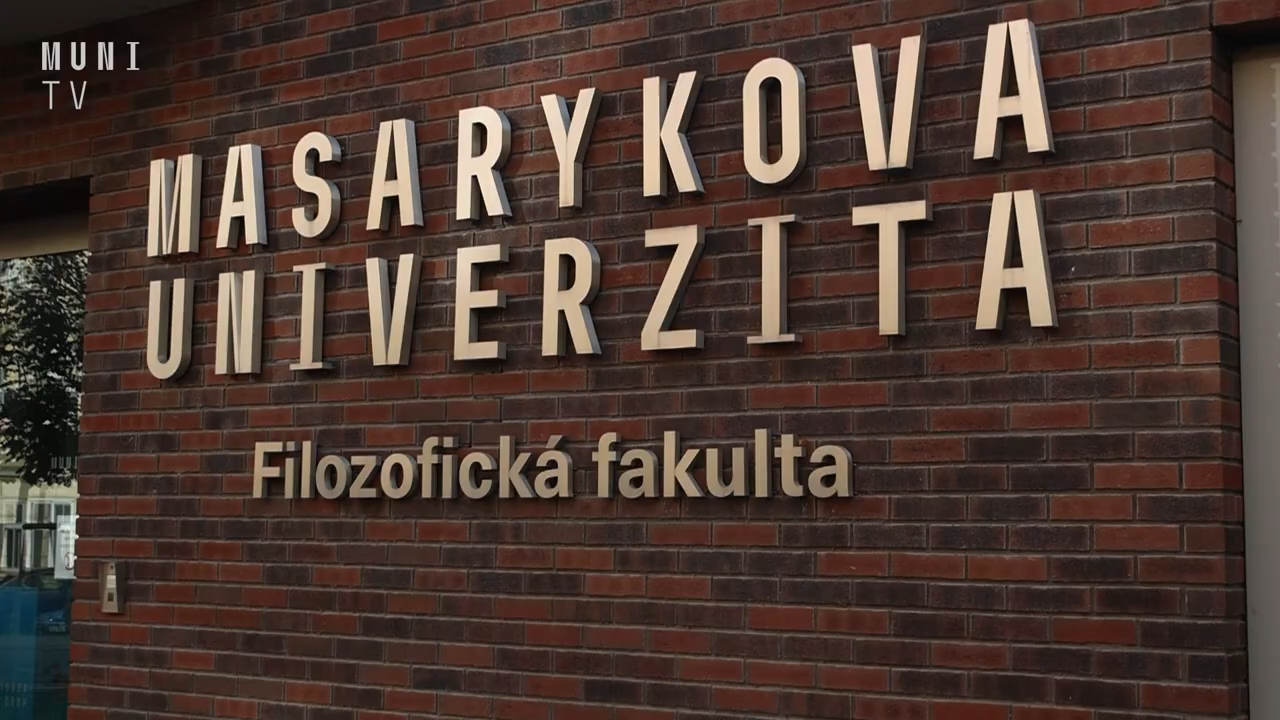 MUNI
TV
MASARYKOVA
UNIVERZITA
Filozofická fakulta